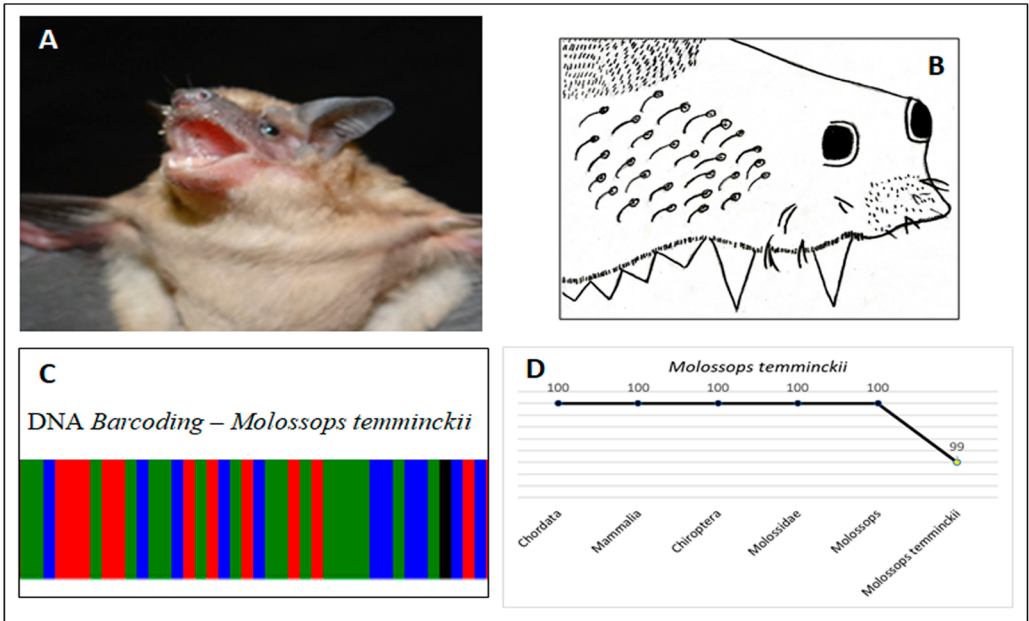 A
B
C
DNA Barcoding – Molossops temminckii
D
Molossops temminckii
100
100
100
100
100
99
Chordata
Mammalia
Chiroptera
Molossidae
Molossops
Molossops temminckii